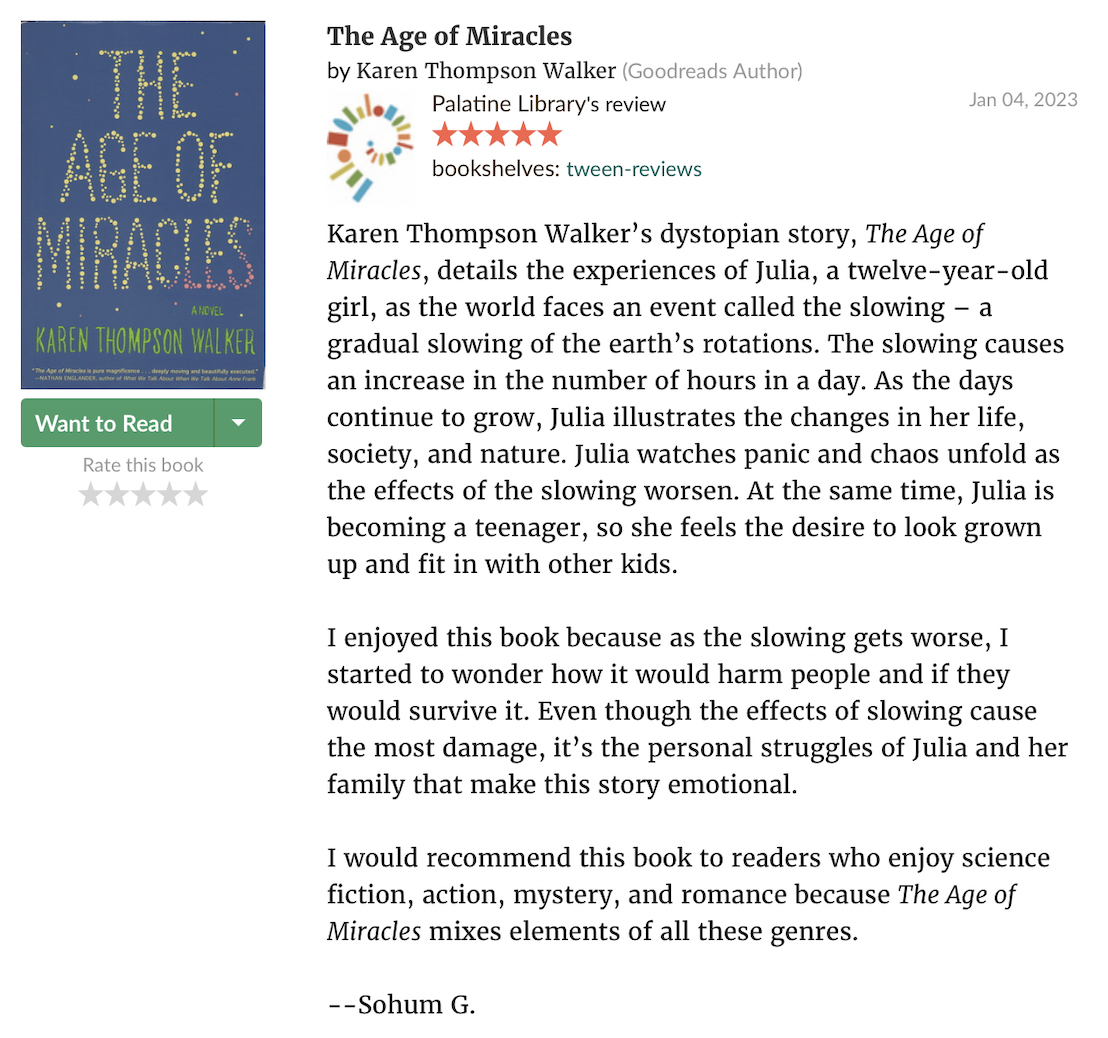 THE
AGE OF
MIRACLES
A NOVEL
KAREN THOMPSON WALKER
"The Age of Miracles is pure magnificence . . . deeply moving and beautifully executed."
—NATHAN ENGLANDER, author of What We Talk About When We Talk About Anne Frank
Want to Read
Rate this book
The Age of Miracles
by Karen Thompson Walker (Goodreads Author)
Palatine Library's review
Jan 04, 2023
bookshelves: tween-reviews
Karen Thompson Walker’s dystopian story, The Age of
Miracles, details the experiences of Julia, a twelve-year-old
girl, as the world faces an event called the slowing – a
gradual slowing of the earth’s rotations. The slowing causes
an increase in the number of hours in a day. As the days
continue to grow, Julia illustrates the changes in her life,
society, and nature. Julia watches panic and chaos unfold as
the effects of the slowing worsen. At the same time, Julia is
becoming a teenager, so she feels the desire to look grown
up and fit in with other kids.
I enjoyed this book because as the slowing gets worse, I
started to wonder how it would harm people and if they
would survive it. Even though the effects of slowing cause
the most damage, it’s the personal struggles of Julia and her
family that make this story emotional.
I would recommend this book to readers who enjoy science
fiction, action, mystery, and romance because The Age of
Miracles mixes elements of all these genres.
--Sohum G.